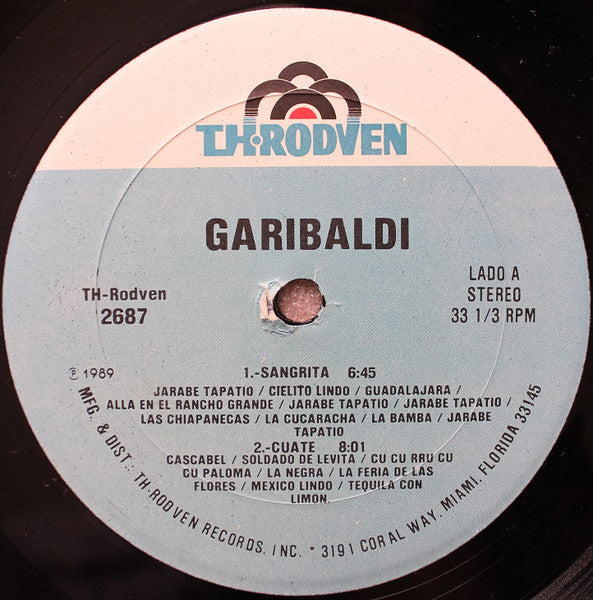 TH·RODVEN
GARIBALDI
TH-Rodven
2687
LADO A
STEREO
33 1/3 RPM
℗ 1989
1.-SANGRITA 6:45
JARABE TAPATIO / CIELITO LINDO / GUADALAJARA /
ALLA EN EL RANCHO GRANDE / JARABE TAPATIO / JARABE TAPATIO /
LAS CHIAPANECAS / LA CUCARACHA / LA BAMBA / JARABE
TAPATIO
2.-CUATE 8:01
CASCABEL / SOLDADO DE LEVITA / CU CU RRU CU
CU PALOMA / LA NEGRA / LA FERIA DE LAS
FLORES / MEXICO LINDO / TEQUILA CON
LIMON.
MFG. & DIST.: TH-RODVEN RECORDS, INC. * 3191 CORAL WAY, MIAMI, FLORIDA 33145